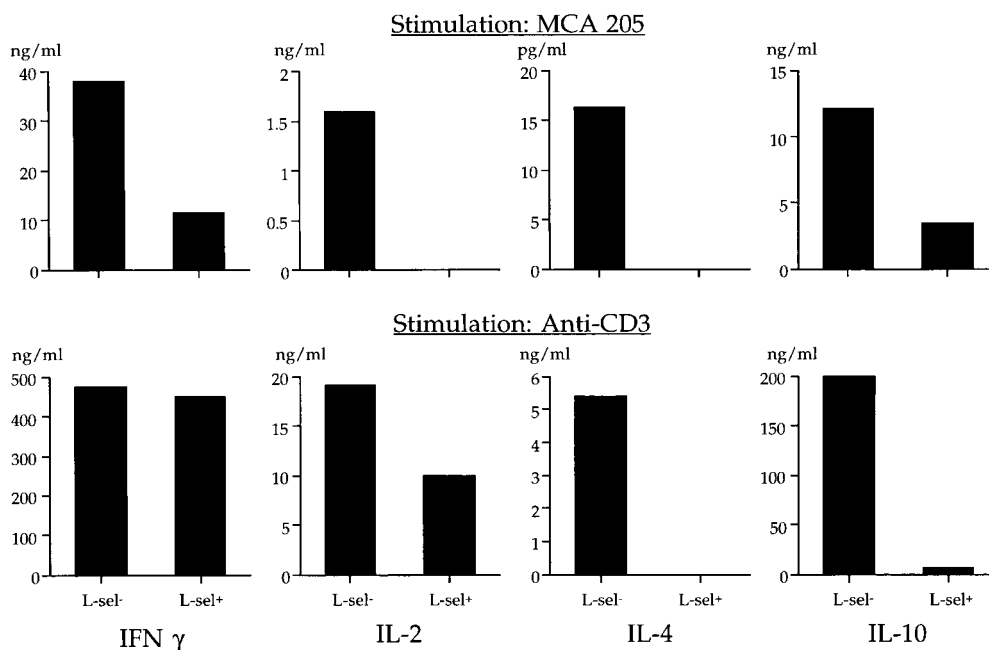 Stimulation: MCA 205
ng/ml
ng/ml
pg/ml
ng/ml
40
30
20
10
0
2
1.5
1
0.5
0
20
15
10
5
0
15
10
5
0
Stimulation: Anti-CD3
ng/ml
ng/ml
ng/ml
ng/ml
500
400
300
200
100
0
20
15
10
5
0
6
5
4
3
2
1
0
200
150
100
50
0
L-sel- L-sel+
L-sel- L-sel+
L-sel- L-sel+
L-sel- L-sel+
IFN γ
IL-2
IL-4
IL-10